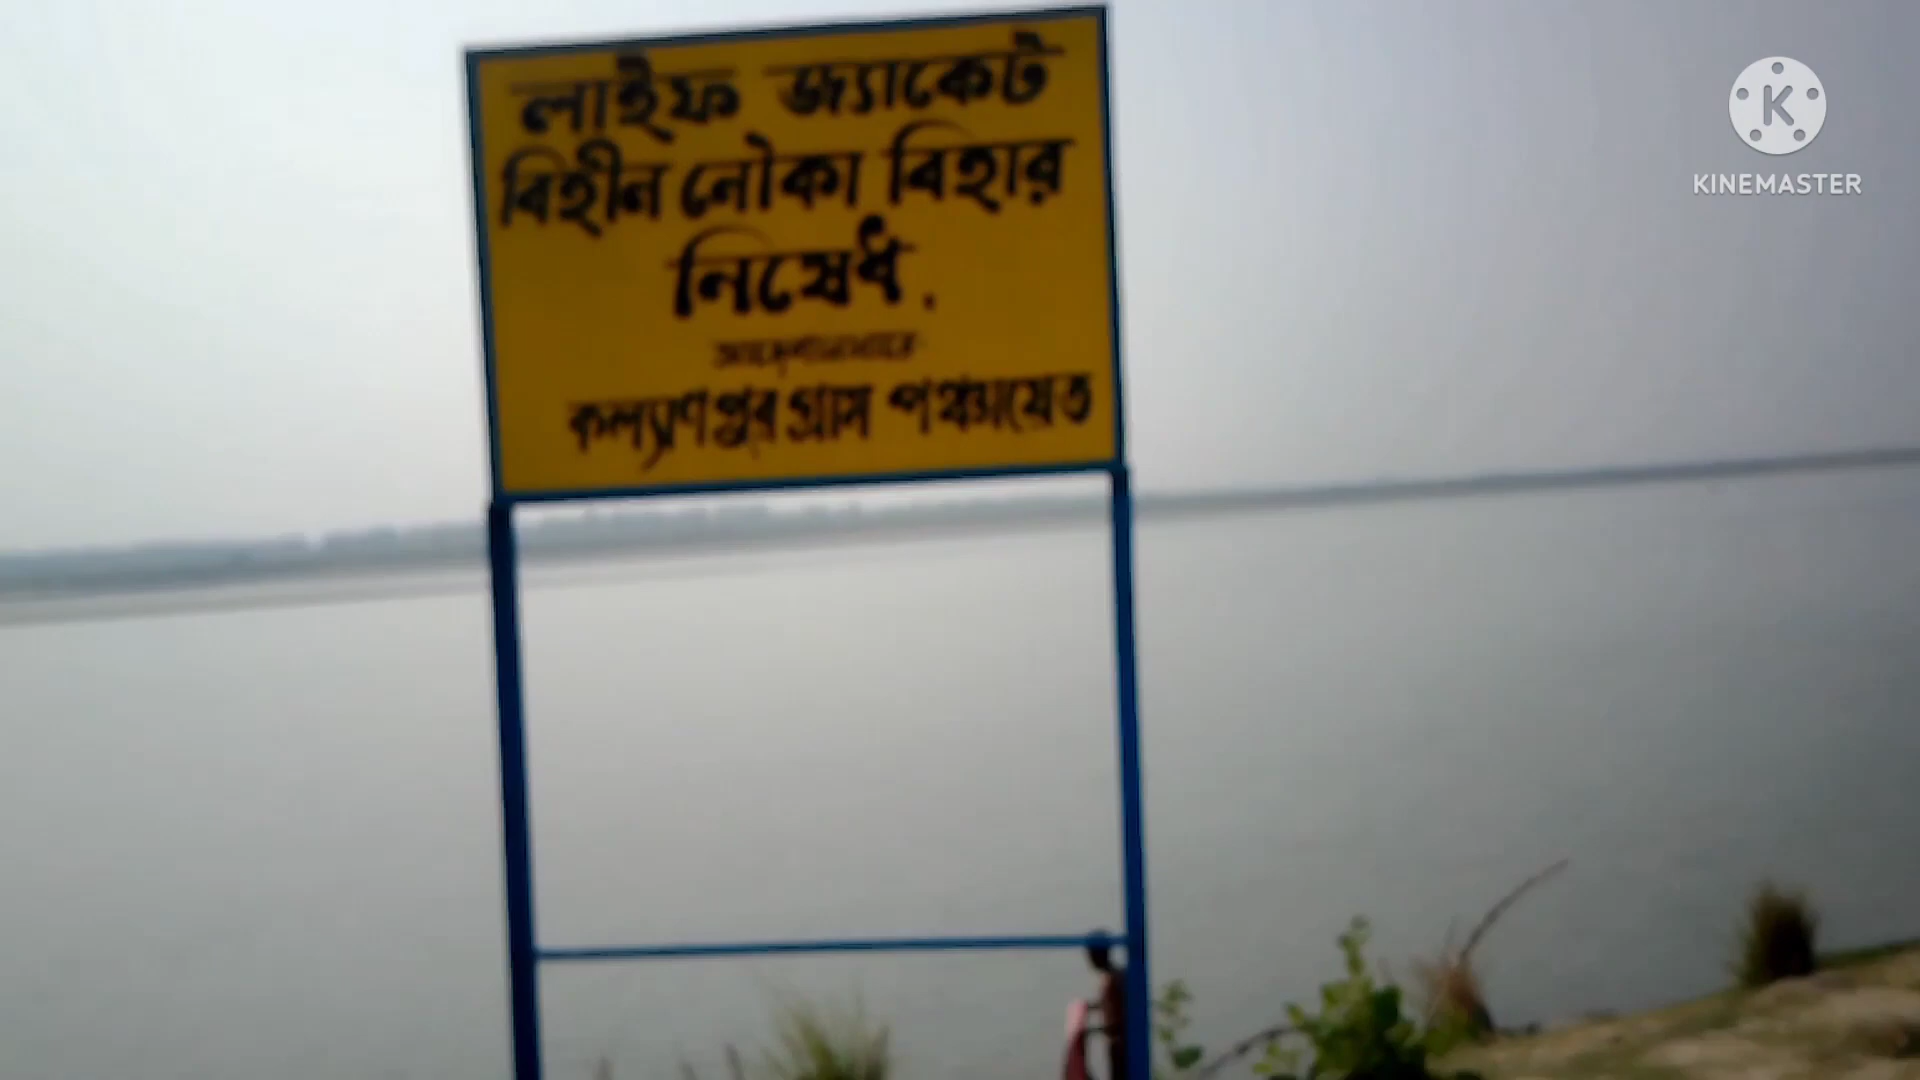 লাইফ জ্যাকেট
বিহীন নৌকা বিহার
নিষেধ.
কল্যাণপুর গ্রাম পঞ্চায়েত
KINEMASTER